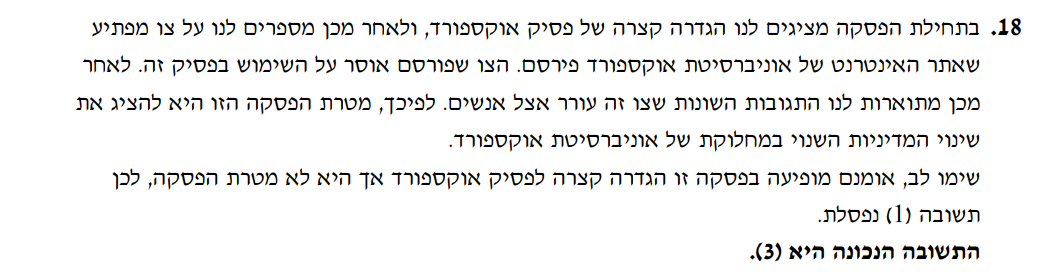 18. בתחילת הפסקה מציגים לנו הגדרה קצרה של פסיק אוקספורד, ולאחר מכן מספרים לנו על צו מפתיע
שאתר האינטרנט של אוניברסיטת אוקספורד פירסם. הצו שפורסם אוסר על השימוש בפסיק זה. לאחר
מכן מתוארות לנו התגובות השונות שצו זה עורר אצל אנשים. לפיכך, מטרת הפסקה הזו היא להציג את
שינוי המדיניות השנוי במחלוקת של אוניברסיטת אוקספורד.
שימו לב, אומנם מופיעה בפסקה זו הגדרה קצרה לפסיק אוקספורד אך היא לא מטרת הפסקה, לכן
תשובה (1) נפסלת.
התשובה הנכונה היא (3).